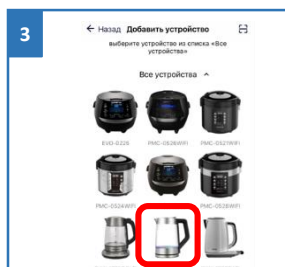 3
← Назад Добавить устройство
выберите устройство из списка «Все
устройства»
Все устройства
EVO-0226 PMC-0526WIFI PMC-0521WIFI
PMC-0524WIFI PMC-0528WIFI